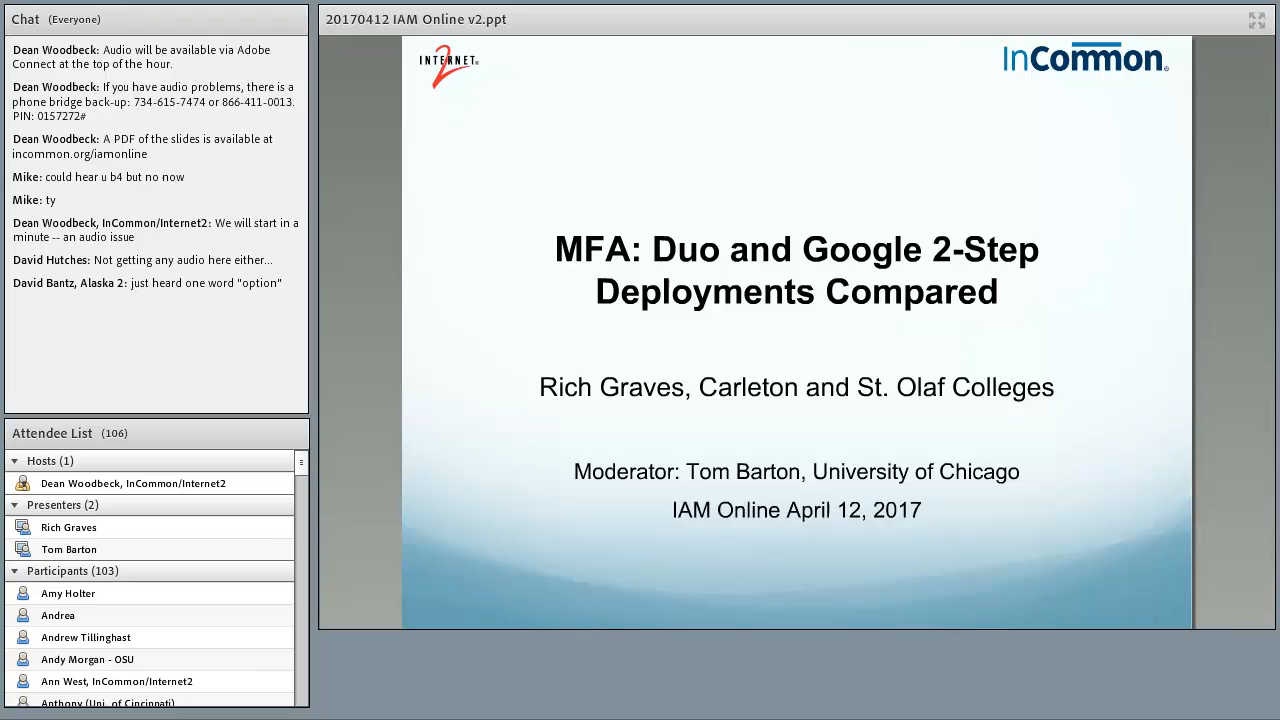 Chat (Everyone)
Dean Woodbeck: Audio will be available via Adobe
Connect at the top of the hour.
Dean Woodbeck: If you have audio problems, there is a
phone bridge back-up: 734-615-7474 or 866-411-0013.
PIN: 0157272#
Dean Woodbeck: A PDF of the slides is available at
incommon.org/iamonline
Mike: could hear u b4 but no now
Mike: ty
Dean Woodbeck, InCommon/Internet2: We will start in a
minute -- an audio issue
David Hutches: Not getting any audio here either...
David Bantz, Alaska 2: just heard one word "option"
Attendee List (106)
Hosts (1)
Dean Woodbeck, InCommon/Internet2
Presenters (2)
Rich Graves
Tom Barton
Participants (103)
Amy Holter
Andrea
Andrew Tillinghast
Andy Morgan - OSU
Ann West, InCommon/Internet2
Anthony (Uni. of Cincinnati)
20170412 IAM Online v2.ppt
INTERNET2®
InCommon®
MFA: Duo and Google 2-Step
Deployments Compared
Rich Graves, Carleton and St. Olaf Colleges
Moderator: Tom Barton, University of Chicago
IAM Online April 12, 2017